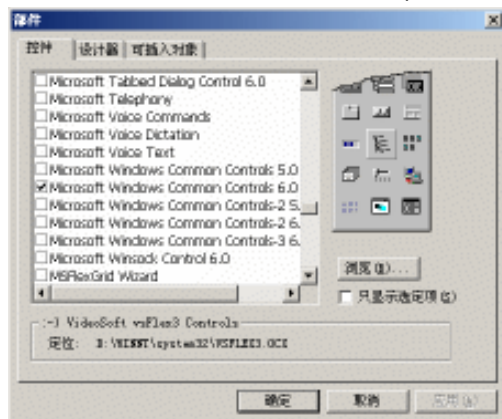 部件
控件 设计器 可插入对象
Microsoft Tabbed Dialog Control 6.0
Microsoft Telephony
Microsoft Voice Commands
Microsoft Voice Dictation
Microsoft Voice Text
Microsoft Windows Common Controls 5.0
Microsoft Windows Common Controls 6.0
Microsoft Windows Common Controls-2 5.
Microsoft Windows Common Controls-2 6.
Microsoft Windows Common Controls-3 6.
Microsoft Winsock Control 6.0
MSFlexGrid Wizard
浏览(B)...
只显示选定项(S)
:-) VideoSoft vsFlex3 Controls
定位: D:\WINNT\system32\VSFLEX3.OCX
确定 取消 应用(A)